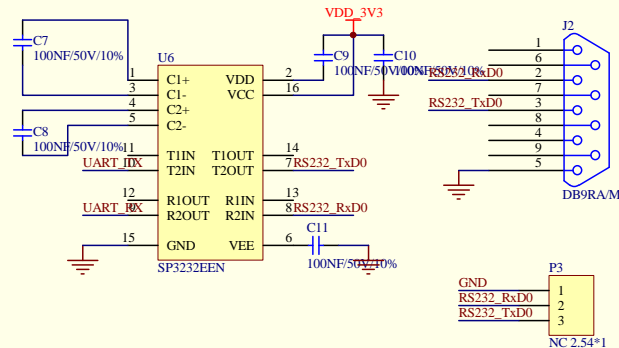 VDD_3V3
C7
100NF/50V/10%
U6
C9
100NF/50V/10%
C10
100NF/50V/10%
1 C1+ VDD 2
3 C1- VCC 16
4 C2+
5 C2-
C8
100NF/50V/10%
11 T1IN T1OUT 14
UART_TX 10 T2IN T2OUT 7 RS232_TxD0
12 R1OUT R1IN 13
UART_RX 9 R2OUT R2IN 8 RS232_RxD0
15 GND VEE 6
C11
100NF/50V/10%
SP3232EEN
J2
1
6
RS232_RxD0 2
7
RS232_TxD0 3
8
4
9
5
DB9RA/M
P3
GND 1
RS232_RxD0 2
RS232_TxD0 3
NC 2.54*1